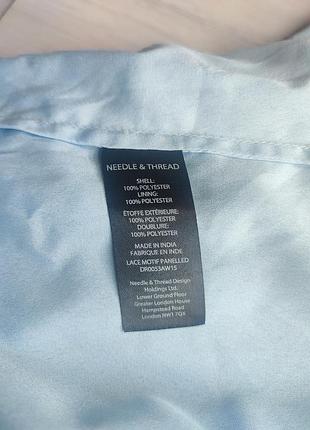 NEEDLE & THREAD
SHELL:
100% POLYESTER
LINING:
100% POLYESTER
ÉTOFFE EXTÉRIEURE:
100% POLYESTER
DOUBLURE:
100% POLYESTER
MADE IN INDIA
FABRIQUE EN INDE
LACE MOTIF PANELLED
DR0053AW15
Needle & Thread Design
Holdings Ltd.
Lower Ground Floor
Greater London House
Hampstead Road
London NW1 7QX